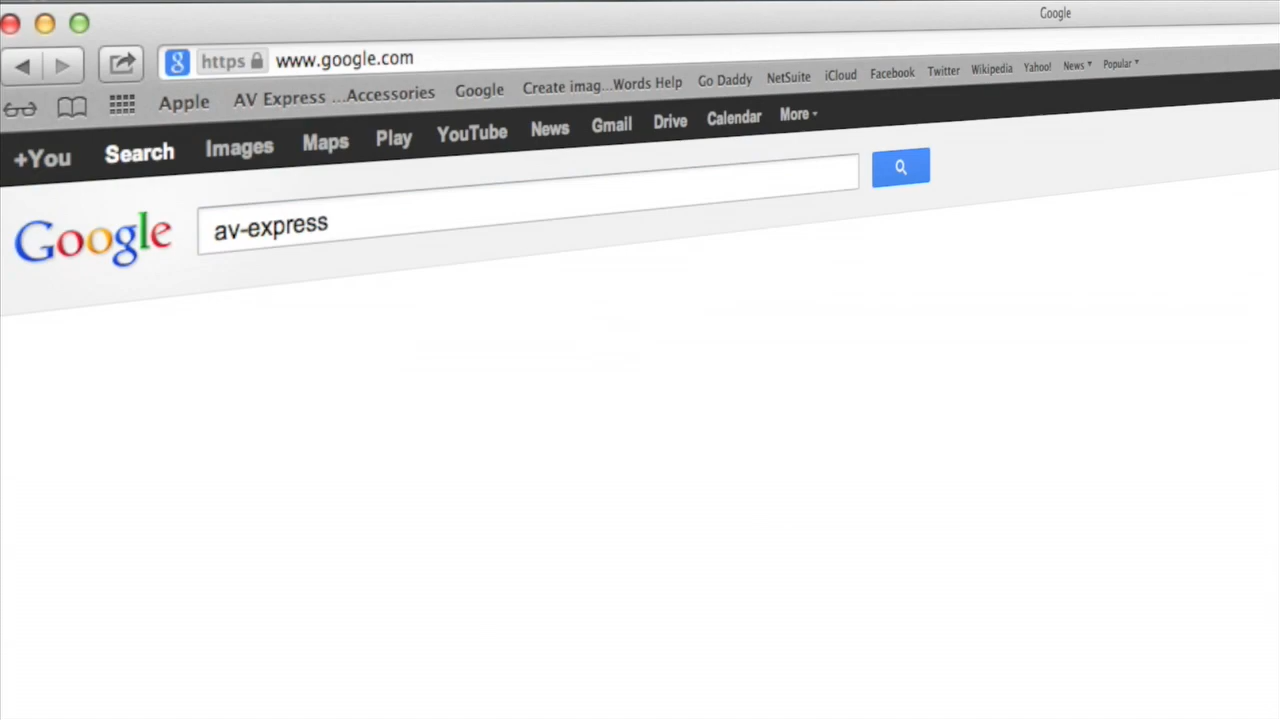 Google
https www.google.com
Apple AV Express ...Accessories Google Create imag...Words Help Go Daddy NetSuite iCloud Facebook Twitter Wikipedia Yahoo! News Popular
+You Search Images Maps Play YouTube News Gmail Drive Calendar More
Google av-express